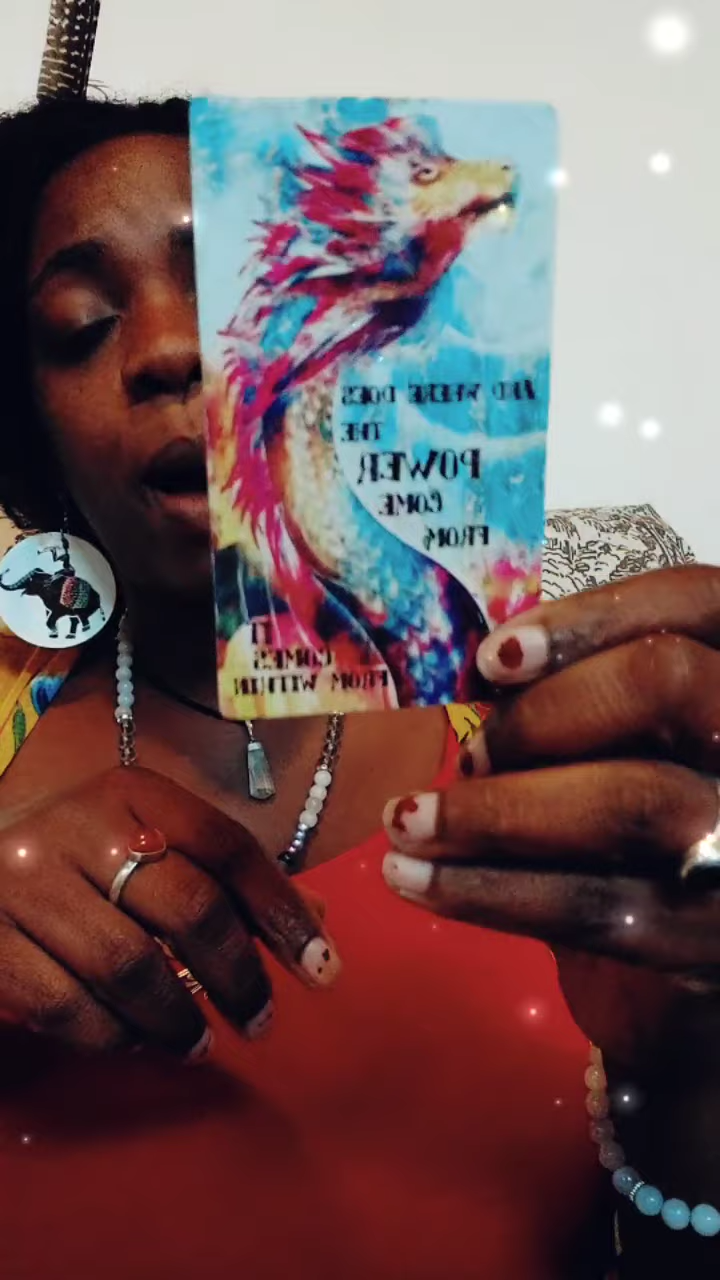 AND WHERE DOES
THE
POWER
COME
FROM?
IT
COMES
FROM WITHIN